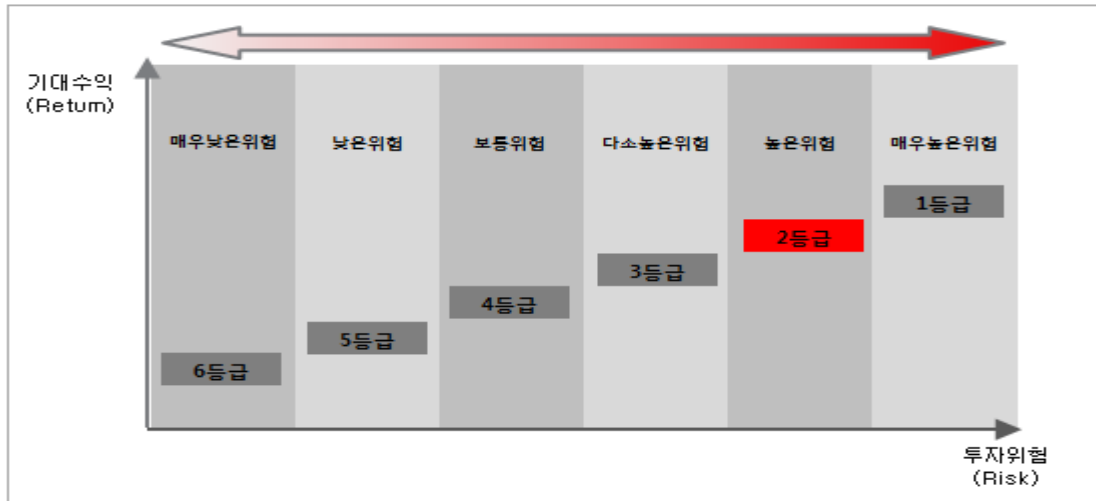 기대수익
(Retum)
매우낮은위험
낮은위험
보통위험
다소높은위험
높은위험
매우높은위험
1등급
2등급
3등급
4등급
5등급
6등급
투자위험
(Risk)